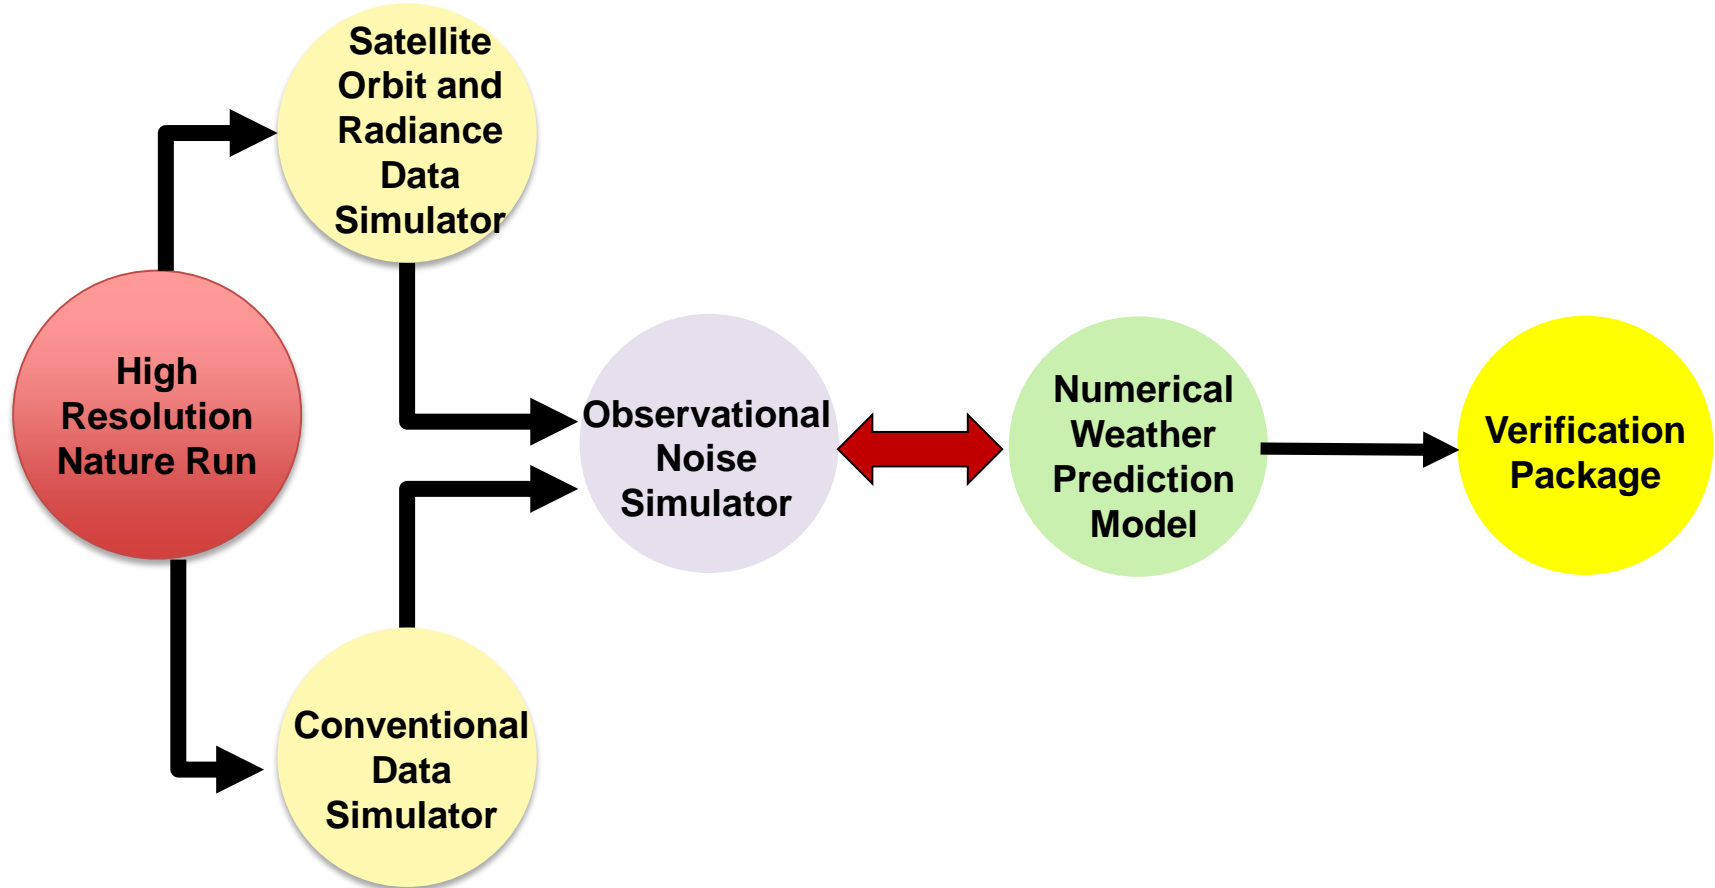 Satellite
Orbit and
Radiance
Data
Simulator
High
Resolution
Nature Run
Observational
Noise
Simulator
Numerical
Weather
Prediction
Model
Verification
Package
Conventional
Data
Simulator